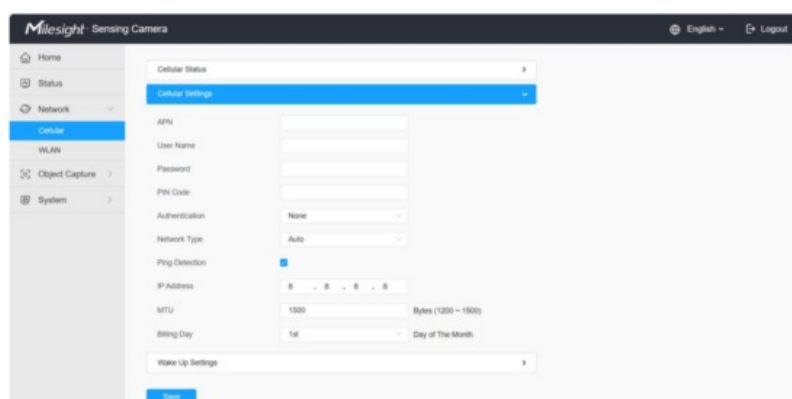 Milesight · Sensing Camera
English
Logout
Home
Status
Network
Cellular
WLAN
Object Capture
System
Cellular Status
Cellular Settings
APN
User Name
Password
PIN Code
Authentication None
Network Type Auto
Ping Detection
IP Address 8 . 8 . 8 . 8
MTU 1500 Bytes (1200 ~ 1500)
Billing Day 1st Day of The Month
Wake Up Settings
Save